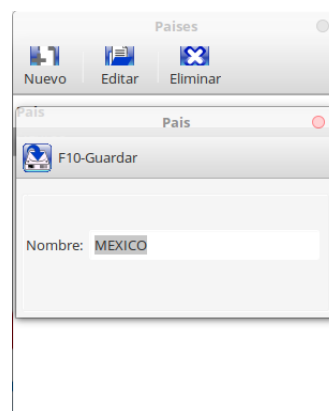 Paises
Nuevo Editar Eliminar
Pais
Pais
F10-Guardar
Nombre: MEXICO